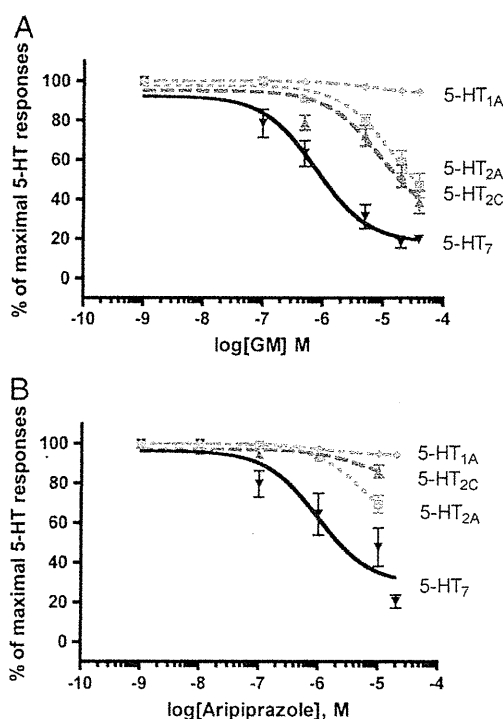 A
% of maximal 5-HT responses
100
80
60
40
20
0
5-HT1A
5-HT2A
5-HT2C
5-HT7
-10 -9 -8 -7 -6 -5 -4
log[GM] M
B
% of maximal 5-HT responses
100
80
60
40
20
0
5-HT1A
5-HT2C
5-HT2A
5-HT7
-10 -9 -8 -7 -6 -5 -4
log[Aripiprazole], M